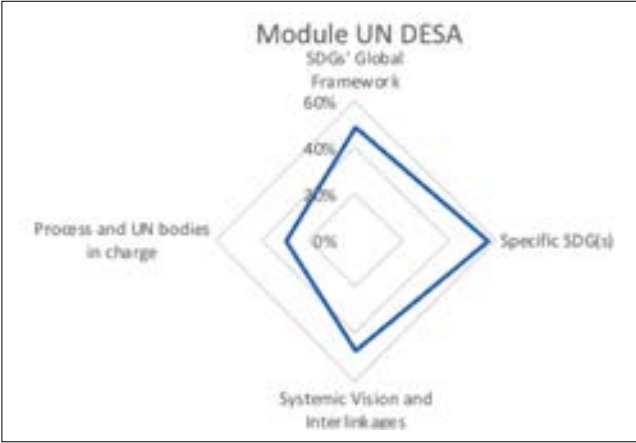 Module UN DESA
SDGs' Global
Framework
60%
40%
20%
Process and UN bodies
in charge
0%
Specific SDG(s)
Systemic Vision and
Interlinkages